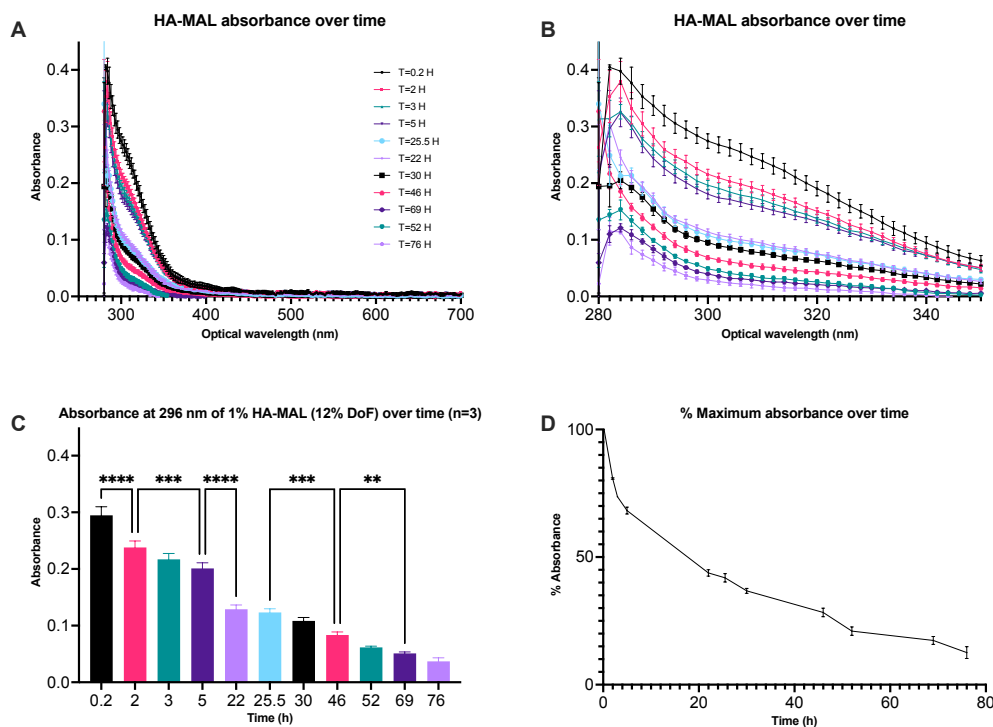 A
HA-MAL absorbance over time
Absorbance
0.4
0.3
0.2
0.1
0.0
300
400
500
600
700
Optical wavelength (nm)
T=0.2 H
T=2 H
T=3 H
T=5 H
T=25.5 H
T=22 H
T=30 H
T=46 H
T=69 H
T=52 H
T=76 H
B
HA-MAL absorbance over time
Absorbance
0.4
0.3
0.2
0.1
0.0
280
300
320
340
Optical wavelength (nm)
C
Absorbance at 296 nm of 1% HA-MAL (12% DoF) over time (n=3)
Absorbance
0.4
0.3
0.2
0.1
0.0
**** *** **** *** **
0.2 2 3 5 22 25.5 30 46 52 69 76
Time (h)
D
% Maximum absorbance over time
% Absorbance
100
50
0
0 20 40 60 80
Time (h)